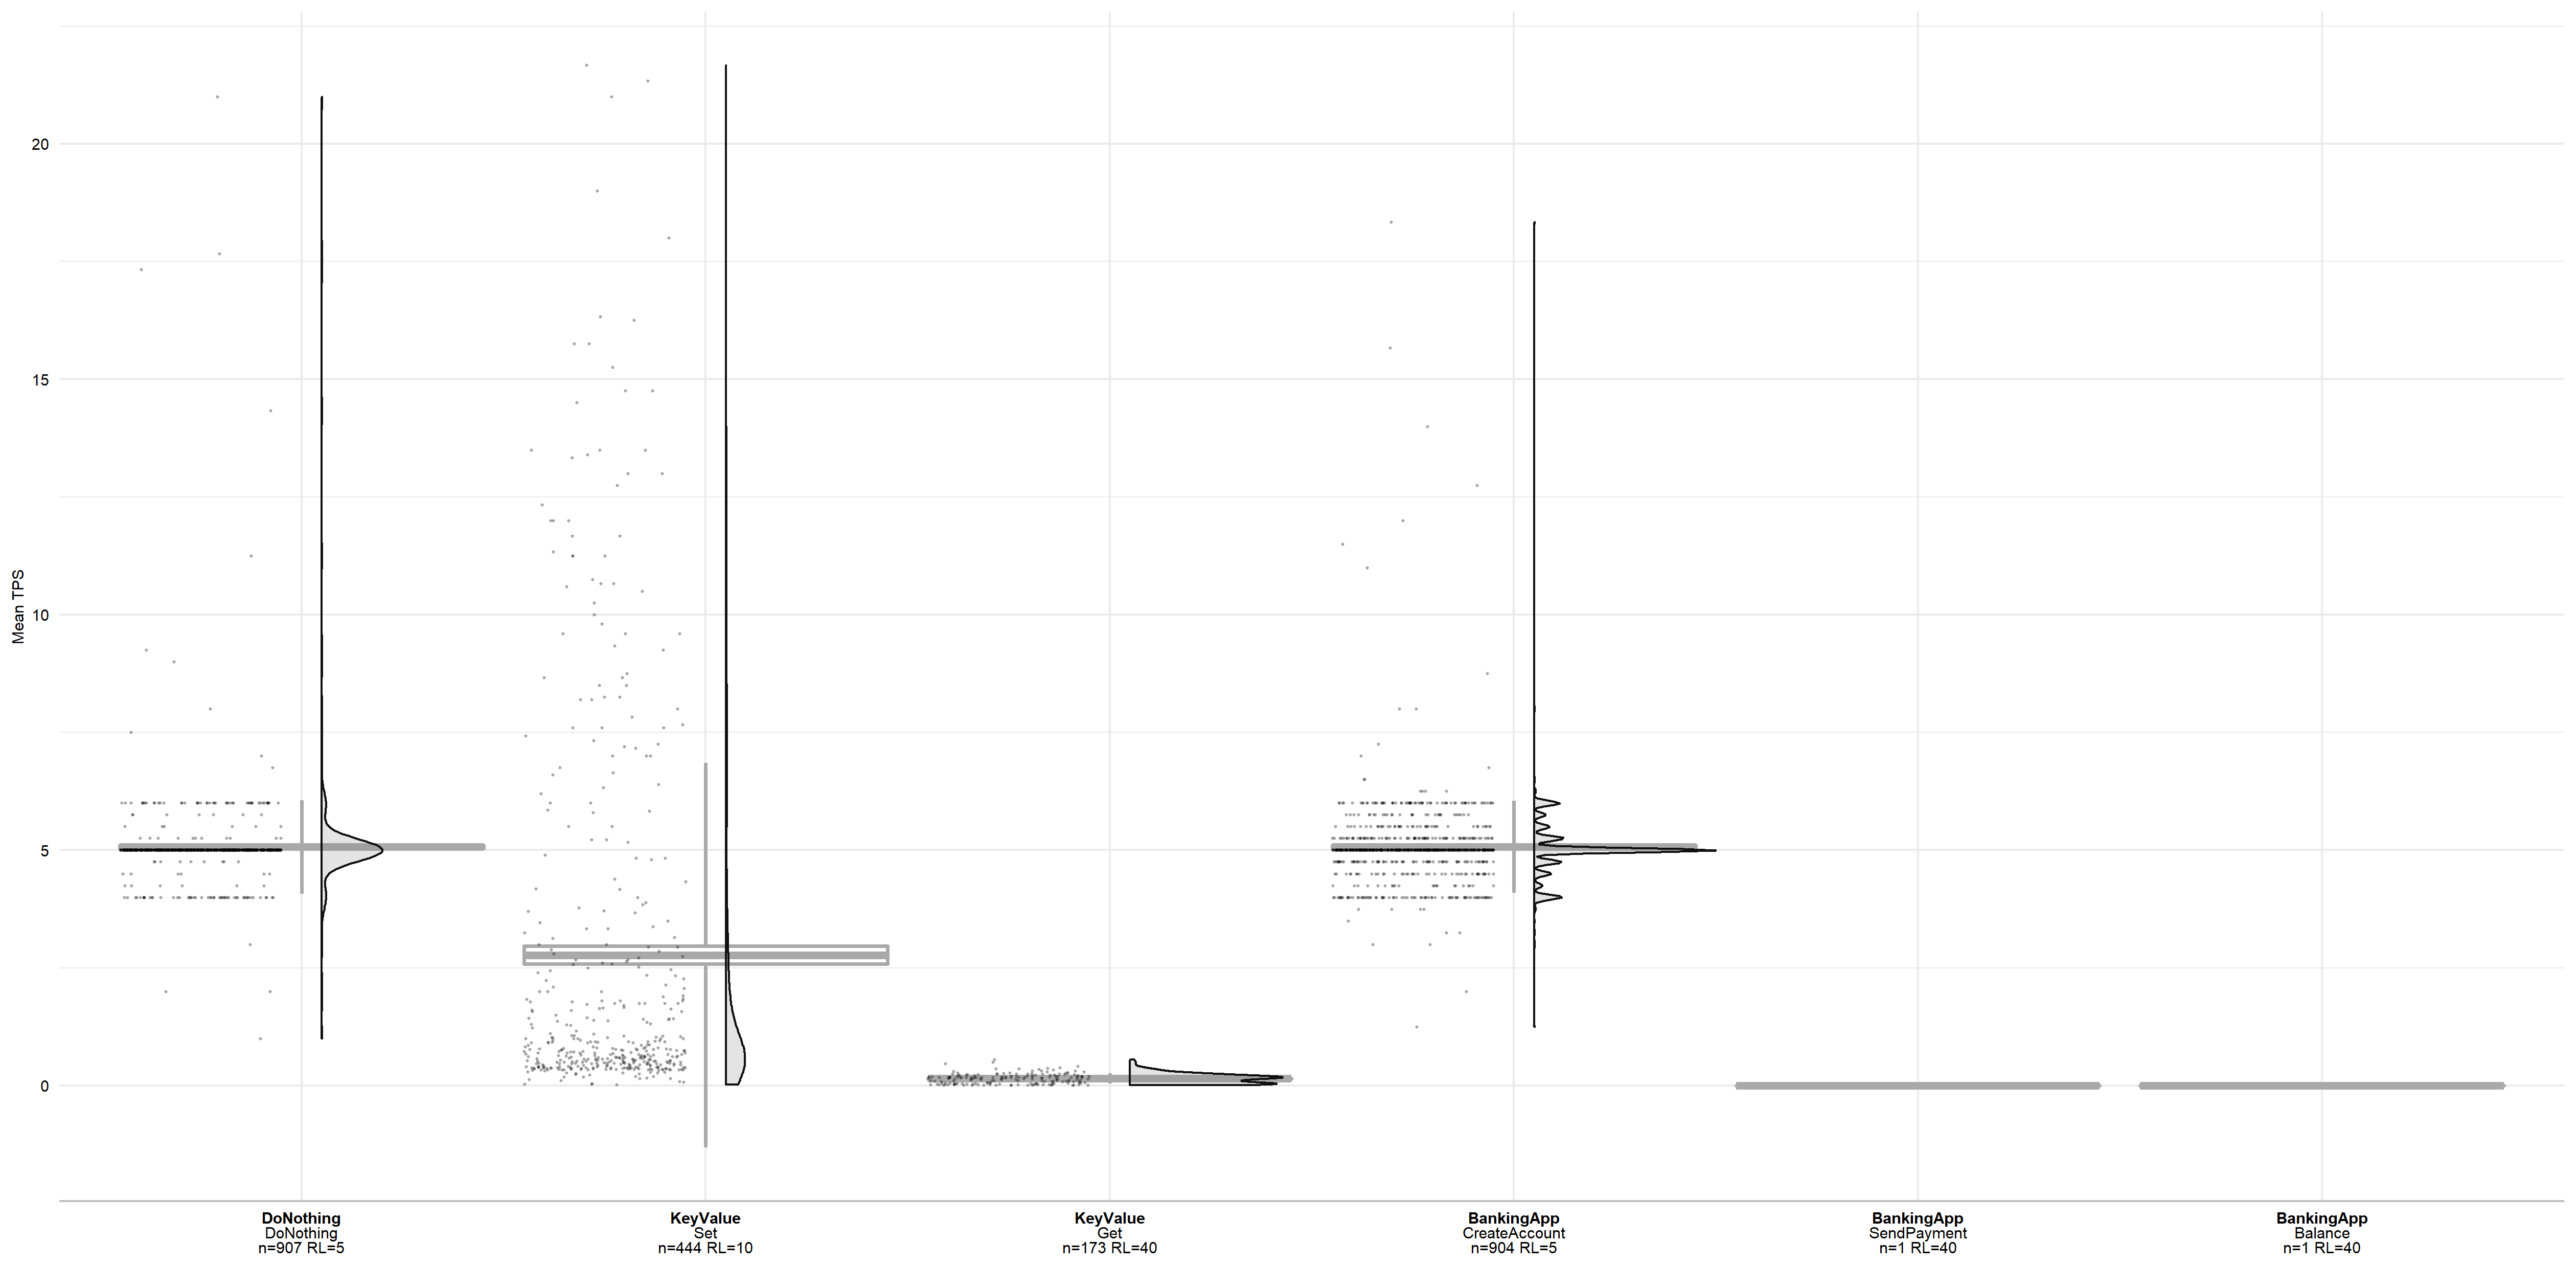 20
15
10
5
0
Mean TPS
DoNothing
DoNothing
n=907 RL=5
KeyValue
Set
n=444 RL=10
KeyValue
Get
n=173 RL=40
BankingApp
CreateAccount
n=904 RL=5
BankingApp
SendPayment
n=1 RL=40
BankingApp
Balance
n=1 RL=40